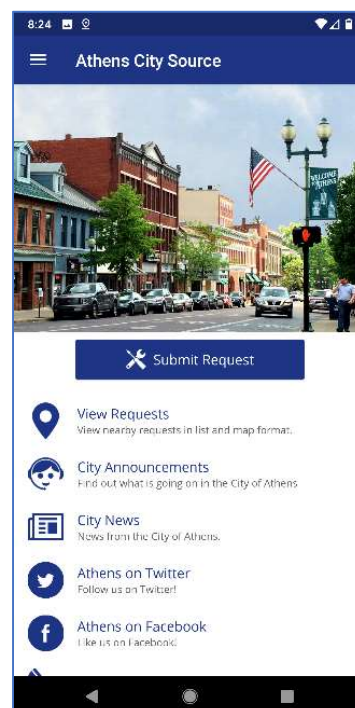 8:24
Athens City Source
WELCOME
Submit Request
View Requests
View nearby requests in list and map format.
City Announcements
Find out what is going on in the City of Athens
City News
News from the City of Athens.
Athens on Twitter
Follow us on Twitter!
Athens on Facebook
Like us on Facebook!